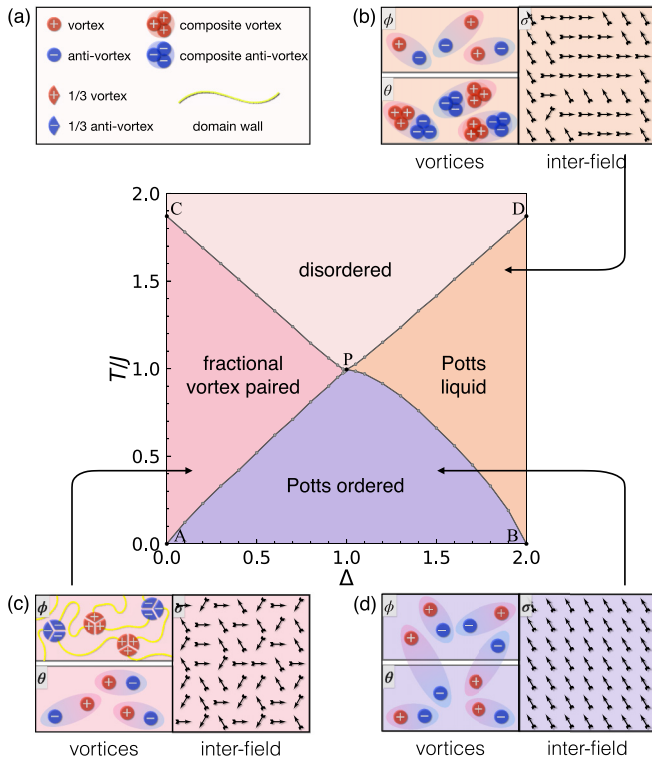 (a)
vortex
composite vortex
anti-vortex
composite anti-vortex
1/3 vortex
1/3 anti-vortex
domain wall
(b)
ϕ
σ
θ
vortices
inter-field
2.0
1.5
1.0
0.5
0.0
T/J
C
D
disordered
P
fractional
vortex paired
Potts
liquid
Potts ordered
A
B
0.0
0.5
1.0
1.5
2.0
Δ
(c)
ϕ
σ
θ
vortices
inter-field
(d)
ϕ
σ
θ
vortices
inter-field